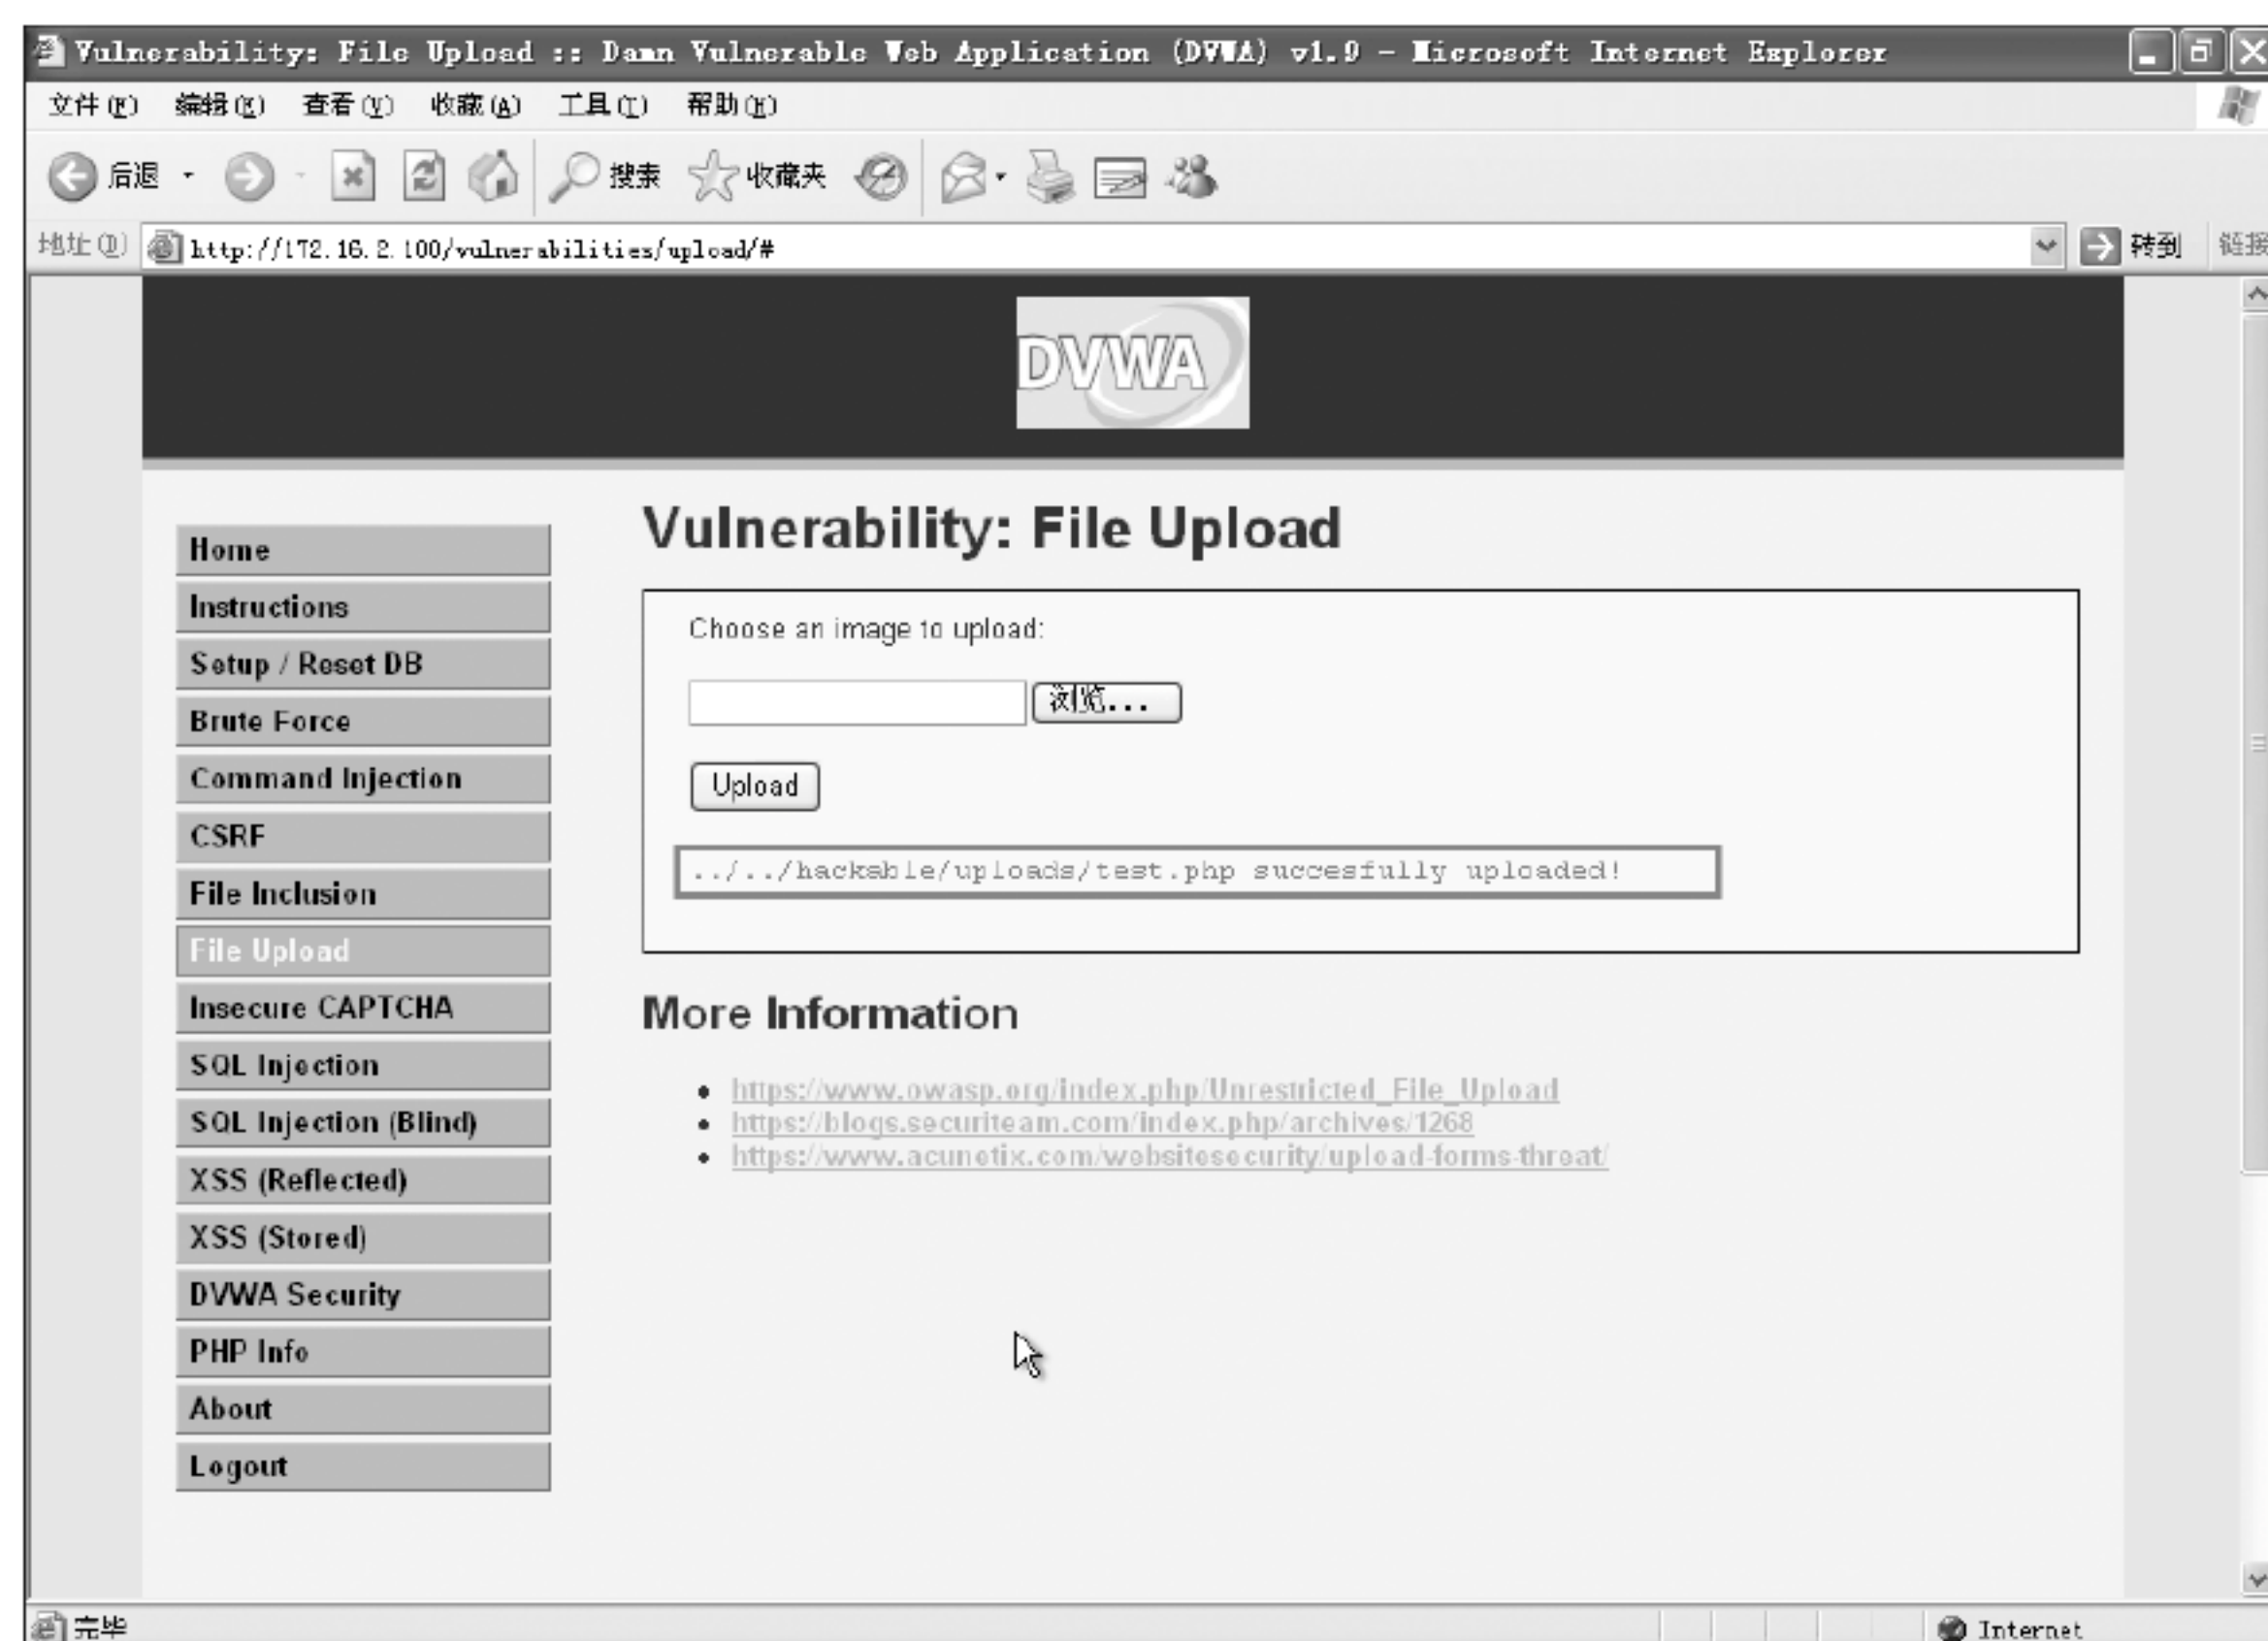 Vulnerability: File Upload :: Damn Vulnerable Web Application (DVWA) v1.9 - Microsoft Internet Explorer
文件(F) 编辑(E) 查看(V) 收藏(A) 工具(T) 帮助(H)
后退 搜索 收藏夹
地址(D) http://172.16.2.100/vulnerabilities/upload/# 转到 链接
DVWA
Vulnerability: File Upload
Home
Instructions
Setup / Reset DB
Brute Force
Command Injection
CSRF
File Inclusion
File Upload
Insecure CAPTCHA
SQL Injection
SQL Injection (Blind)
XSS (Reflected)
XSS (Stored)
DVWA Security
PHP Info
About
Logout
Choose an image to upload:
浏览...
Upload
../../hackable/uploads/test.php succesfully uploaded!
More Information
https://www.owasp.org/index.php/Unrestricted_File_Upload
https://blogs.securiteam.com/index.php/archives/1268
https://www.acunetix.com/websitesecurity/upload-forms-threat/
完毕 Internet